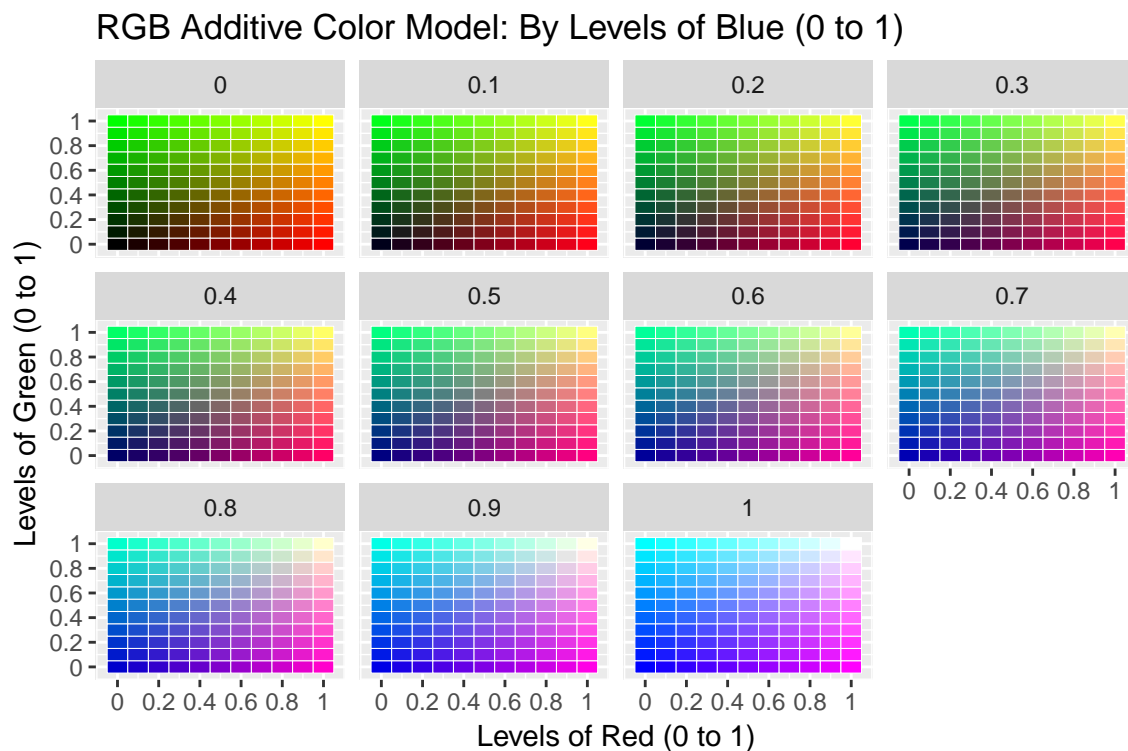 RGB Additive Color Model: By Levels of Blue (0 to 1)
0 0.1 0.2 0.3
1
0.8
0.6
0.4
0.2
0
0.4 0.5 0.6 0.7
1
0.8
0.6
0.4
0.2
0
0 0.2 0.4 0.6 0.8 1
0.8 0.9 1
1
0.8
0.6
0.4
0.2
0
0 0.2 0.4 0.6 0.8 1 0 0.2 0.4 0.6 0.8 1 0 0.2 0.4 0.6 0.8 1
Levels of Green (0 to 1)
Levels of Red (0 to 1)